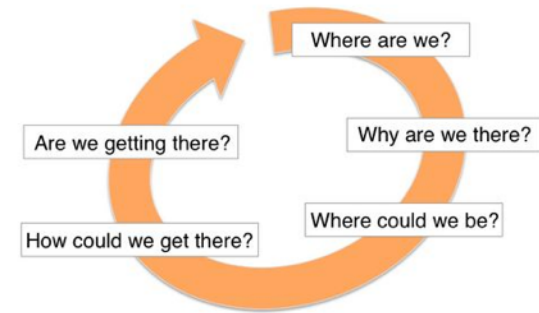 Where are we?
Why are we there?
Where could we be?
How could we get there?
Are we getting there?